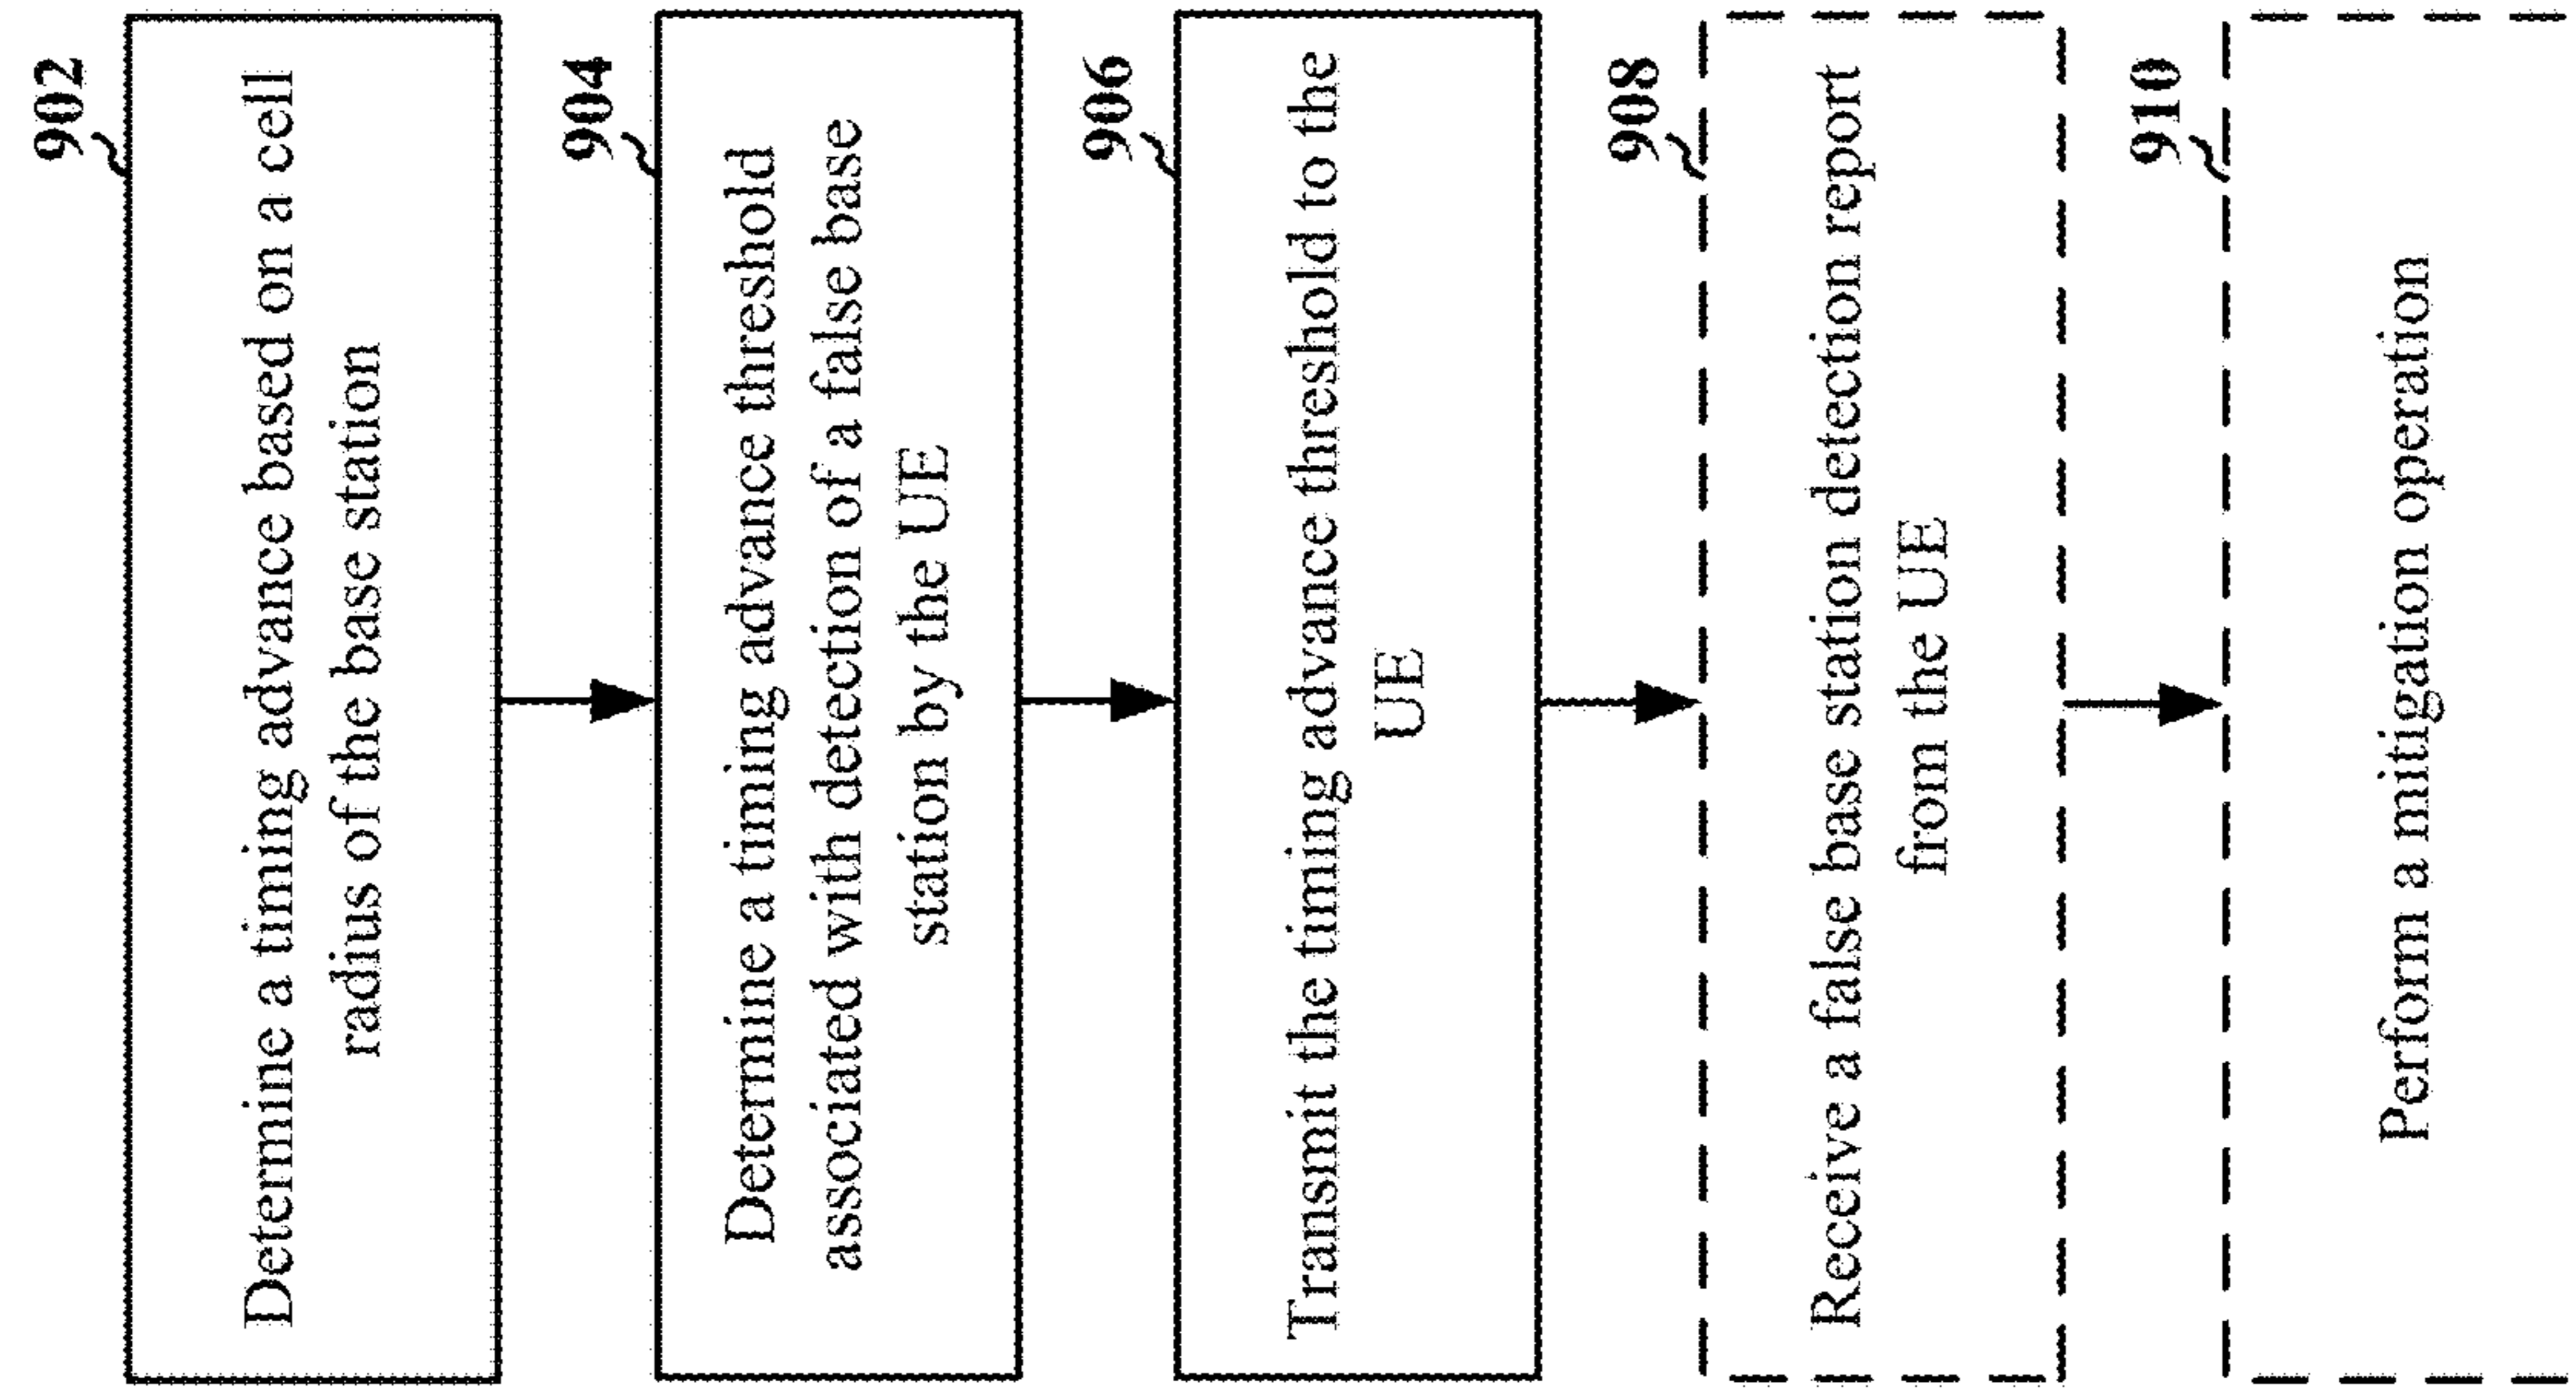 902
Determine a timing advance based on a cell
radius of the base station
904
Determine a timing advance threshold
associated with detection of a false base
station by the UE
906
Transmit the timing advance threshold to the
UE
908
Receive a false base station detection report
from the UE
910
Perform a mitigation operation